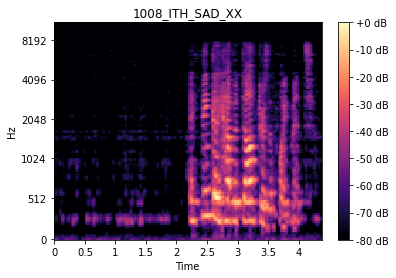 1008_ITH_SAD_XX
+0 dB
8192
-10 dB
4096
-20 dB
-30 dB
2048
Hz
-40 dB
1024
-50 dB
512
-60 dB
-70 dB
0
-80 dB
0 0.5 1 1.5 2 2.5 3 3.5 4
Time